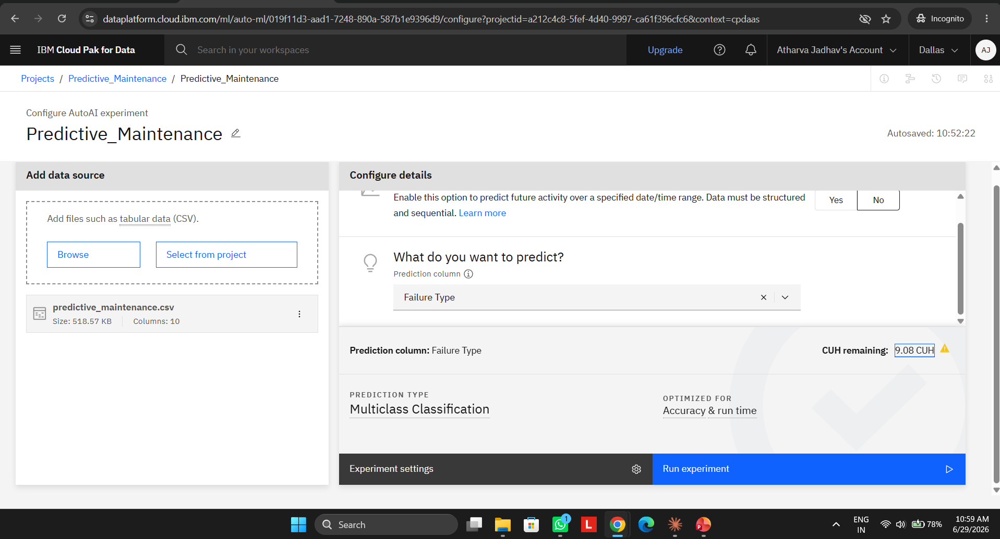 dataplatform.cloud.ibm.com/ml/auto-ml/019f11d3-aad1-7248-890a-587b1e9396d9/configure?projectid=a212c4c8-5fef-4d40-9997-ca61f396cfc6&context=cpdaas
Incognito
IBM Cloud Pak for Data
Search in your workspaces
Upgrade
Atharva Jadhav's Account
Dallas
AJ
Projects / Predictive_Maintenance / Predictive_Maintenance
Configure AutoAI experiment
Predictive_Maintenance
Autosaved: 10:52:22
Add data source
Add files such as tabular data (CSV).
Browse
Select from project
predictive_maintenance.csv
Size: 518.57 KB
Columns: 10
Configure details
Enable this option to predict future activity over a specified date/time range. Data must be structured
and sequential. Learn more
Yes
No
What do you want to predict?
Prediction column
Failure Type
Prediction column: Failure Type
CUH remaining: 9.08 CUH
PREDICTION TYPE
Multiclass Classification
OPTIMIZED FOR
Accuracy & run time
Experiment settings
Run experiment
Search
1
L
P
ENG
IN
78%
10:59 AM
6/29/2026